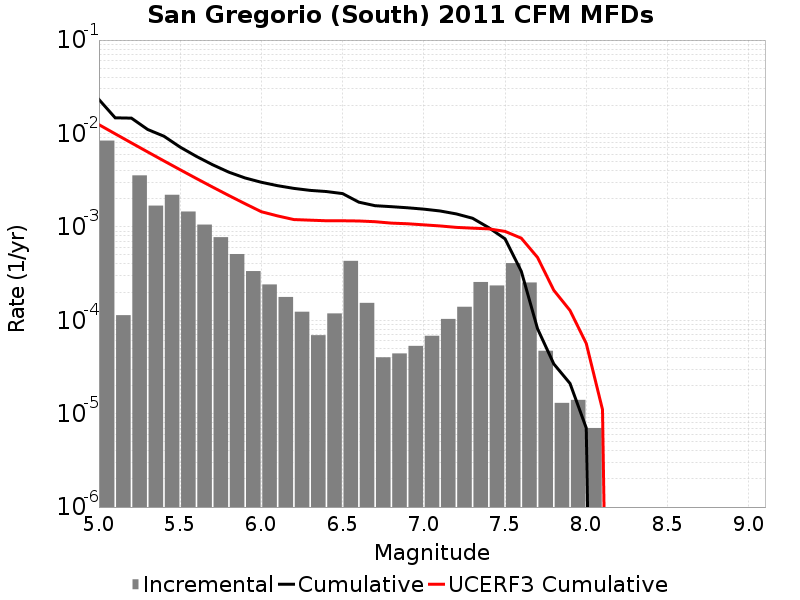 San Gregorio (South) 2011 CFM MFDs
10-1
10-2
10-3
10-4
10-5
10-6
Rate (1/yr)
5.0 5.5 6.0 6.5 7.0 7.5 8.0 8.5 9.0
Magnitude
Incremental Cumulative UCERF3 Cumulative